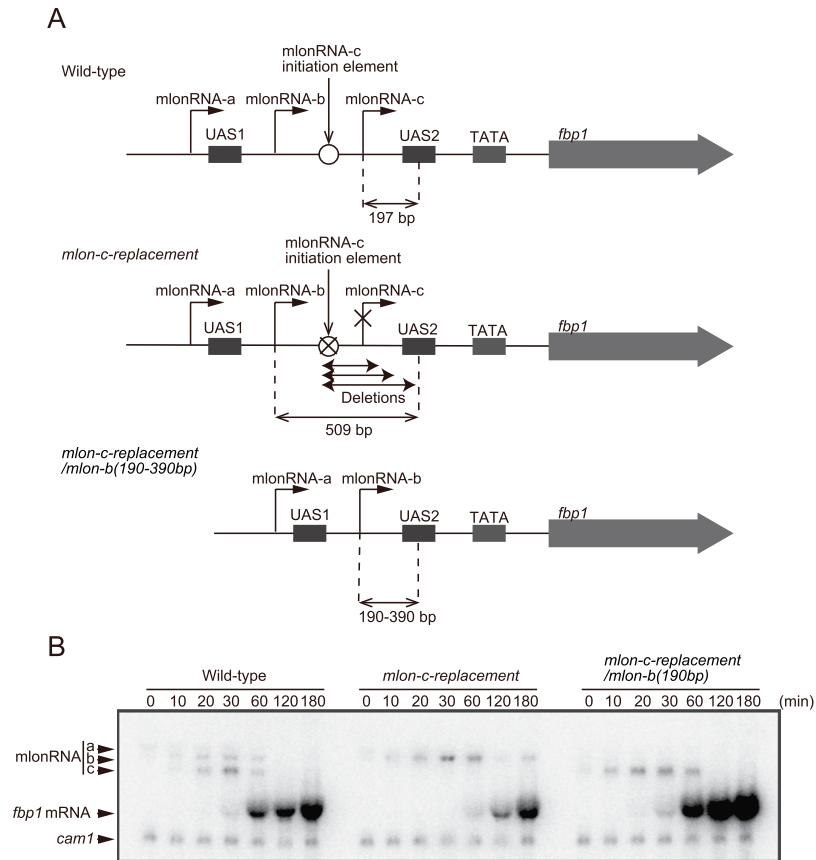 A
Wild-type
mlonRNA-c
initiation element
mlonRNA-a
mlonRNA-b
mlonRNA-c
UAS1
UAS2
TATA
fbp1
197 bp
mlon-c-replacement
mlonRNA-c
initiation element
mlonRNA-a
mlonRNA-b
mlonRNA-c
UAS1
UAS2
TATA
fbp1
Deletions
509 bp
mlon-c-replacement
/mlon-b(190-390bp)
mlonRNA-a
mlonRNA-b
UAS1
UAS2
TATA
fbp1
190-390 bp
B
Wild-type
mlon-c-replacement
mlon-c-replacement
/mlon-b(190bp)
0 10 20 30 60 120 180 0 10 20 30 60 120 180 0 10 20 30 60 120 180 (min)
a
mlonRNA b
c
fbp1 mRNA
cam1